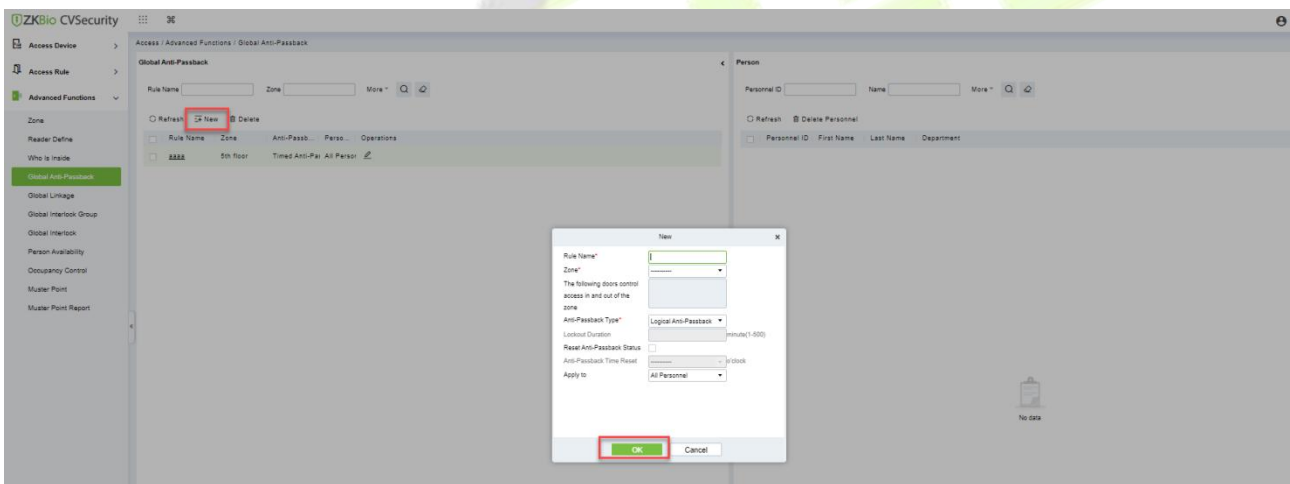 ZKBio CVSecurity
Access Device
Access Rule
Advanced Functions
Zone
Reader Define
Who Is Inside
Global Anti-Passback
Global Linkage
Global Interlock Group
Global Interlock
Person Availability
Occupancy Control
Muster Point
Muster Point Report
Access / Advanced Functions / Global Anti-Passback
Global Anti-Passback
Rule Name Zone More
Refresh New Delete
Rule Name Zone Anti-Passb... Perso... Operations
aaaa 5th floor Timed Anti-Pas All Person
Person
Personnel ID Name More
Refresh Delete Personnel
Personnel ID First Name Last Name Department
No data
New
Rule Name*
Zone* ----------
The following doors control
access in and out of the
zone
Anti-Passback Type* Logical Anti-Passback
Lockout Duration minute(1-500)
Reset Anti-Passback Status
Anti-Passback Time Reset ---------- o'clock
Apply to All Personnel
OK Cancel